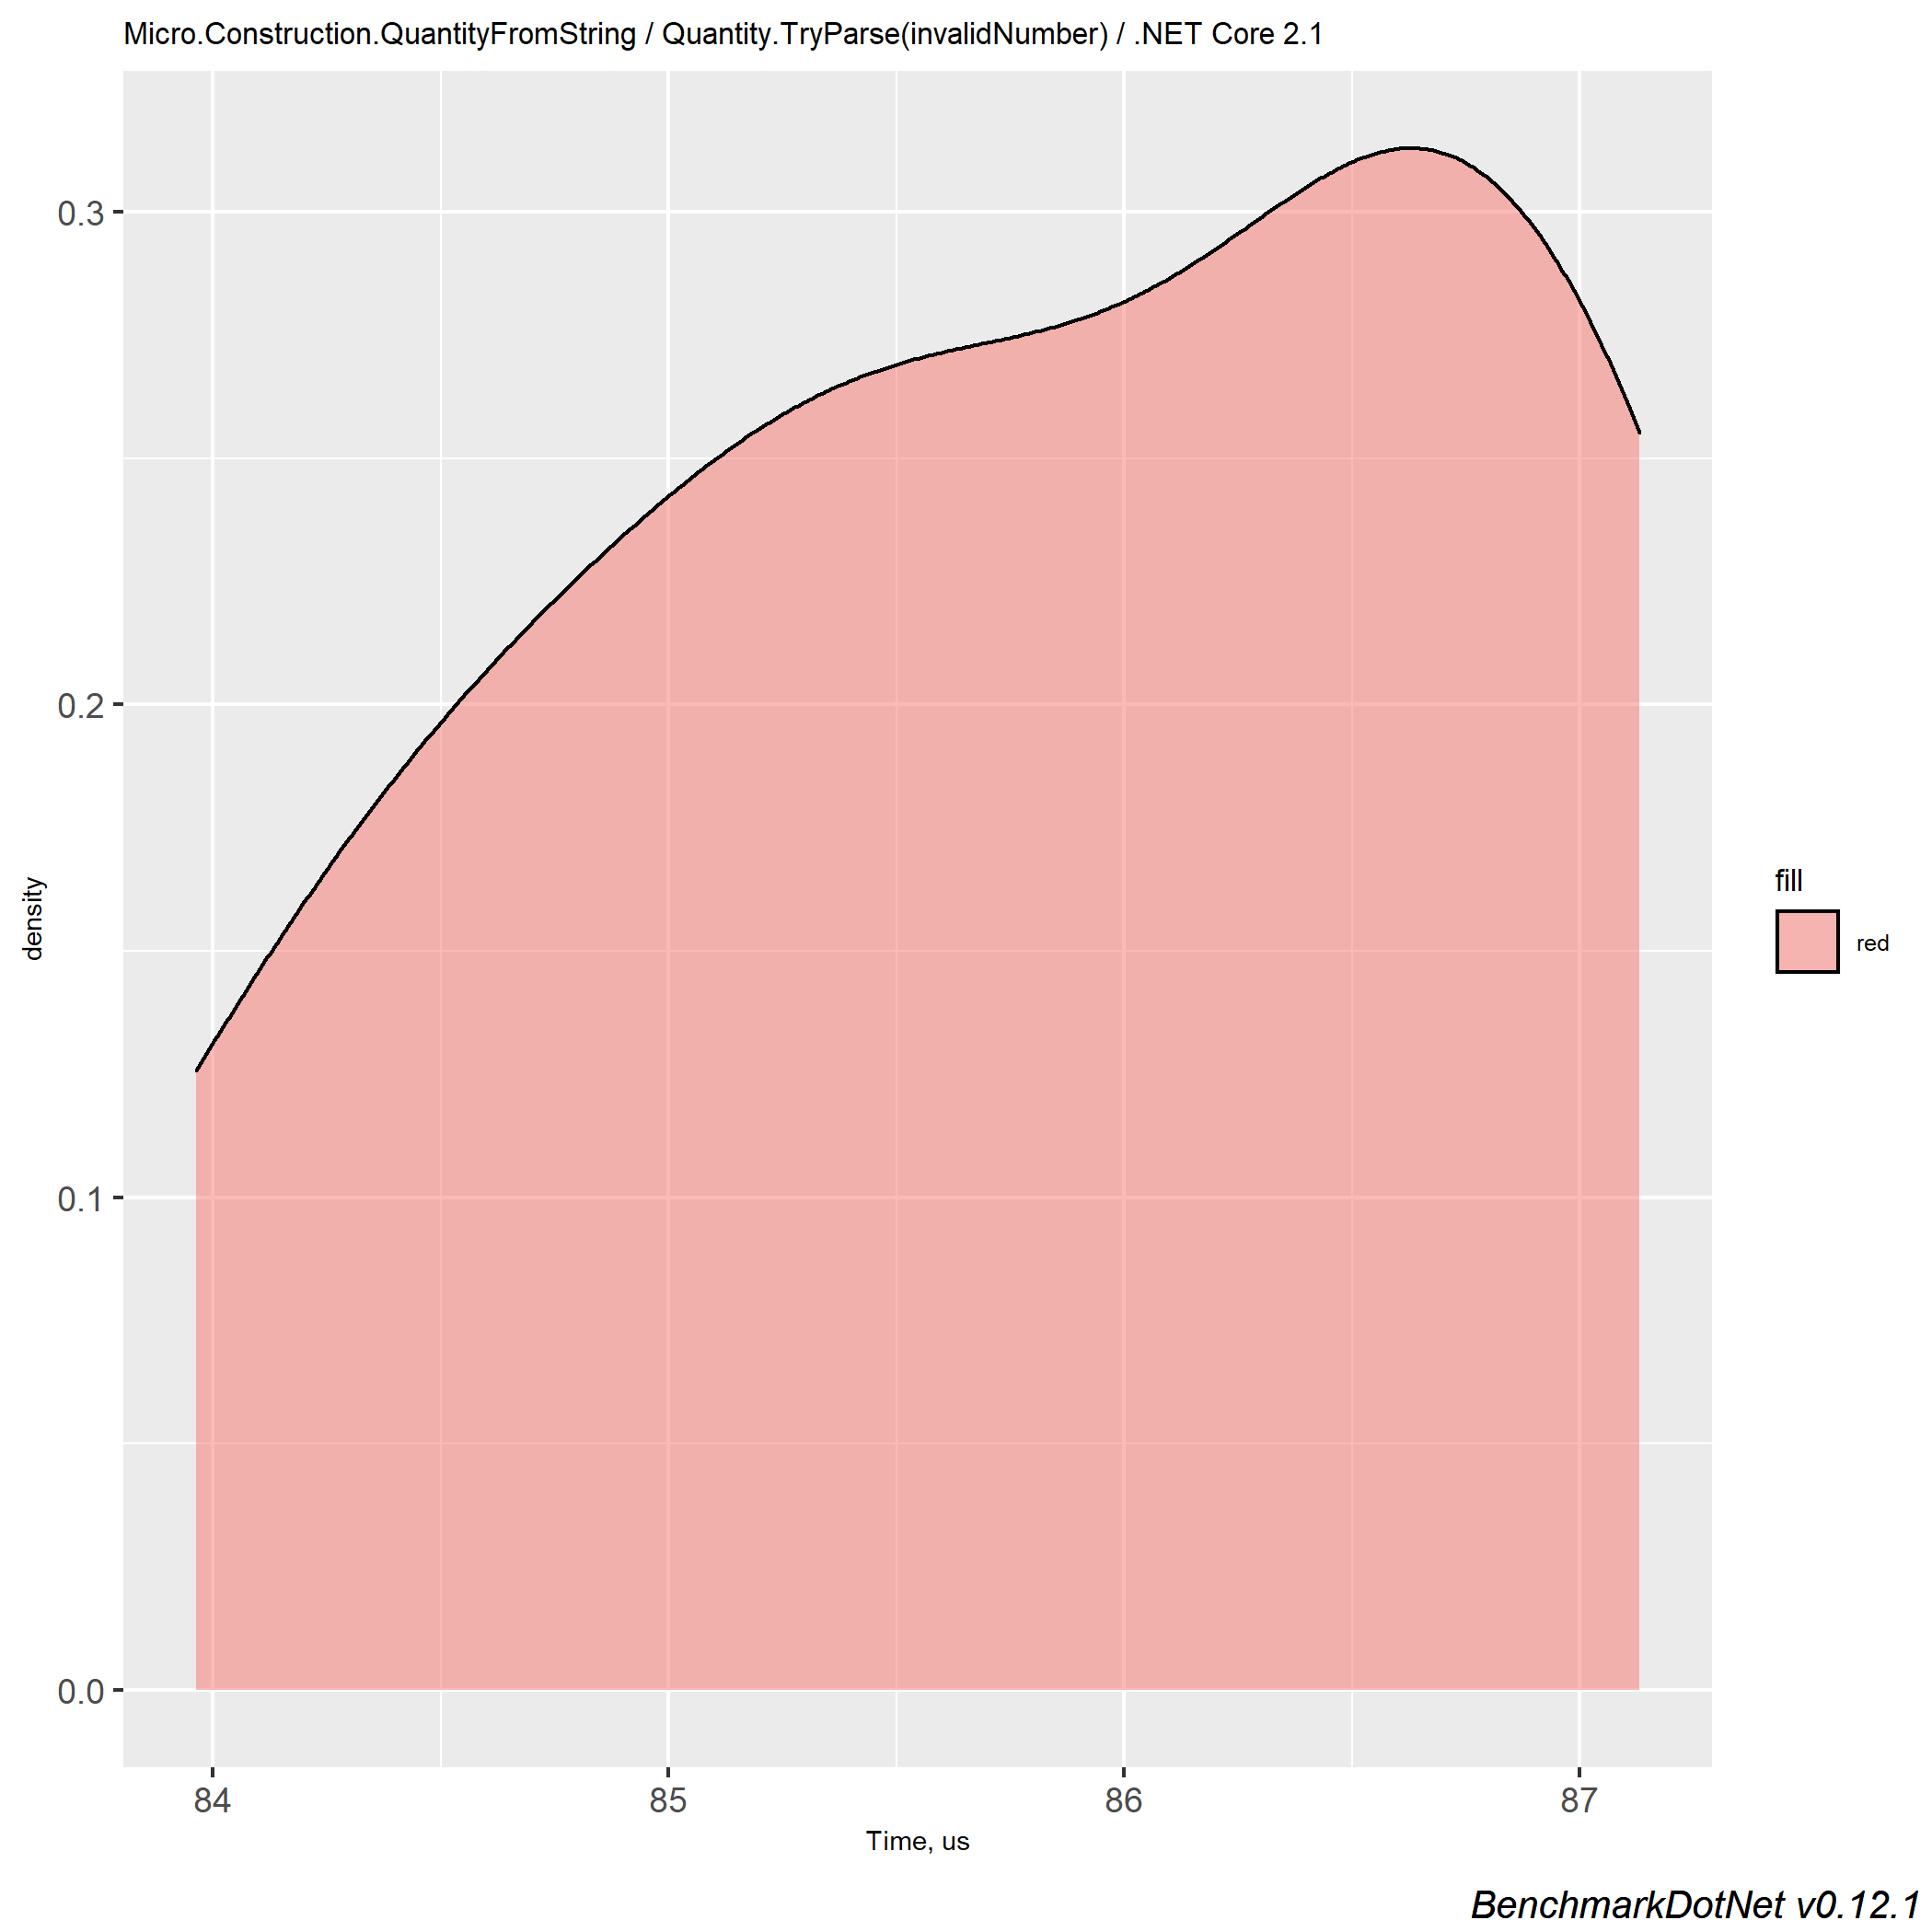 Micro.Construction.QuantityFromString / Quantity.TryParse(invalidNumber) / .NET Core 2.1
0.3
0.2
0.1
0.0
density
84 85 86 87
Time, us
fill
red
BenchmarkDotNet v0.12.1